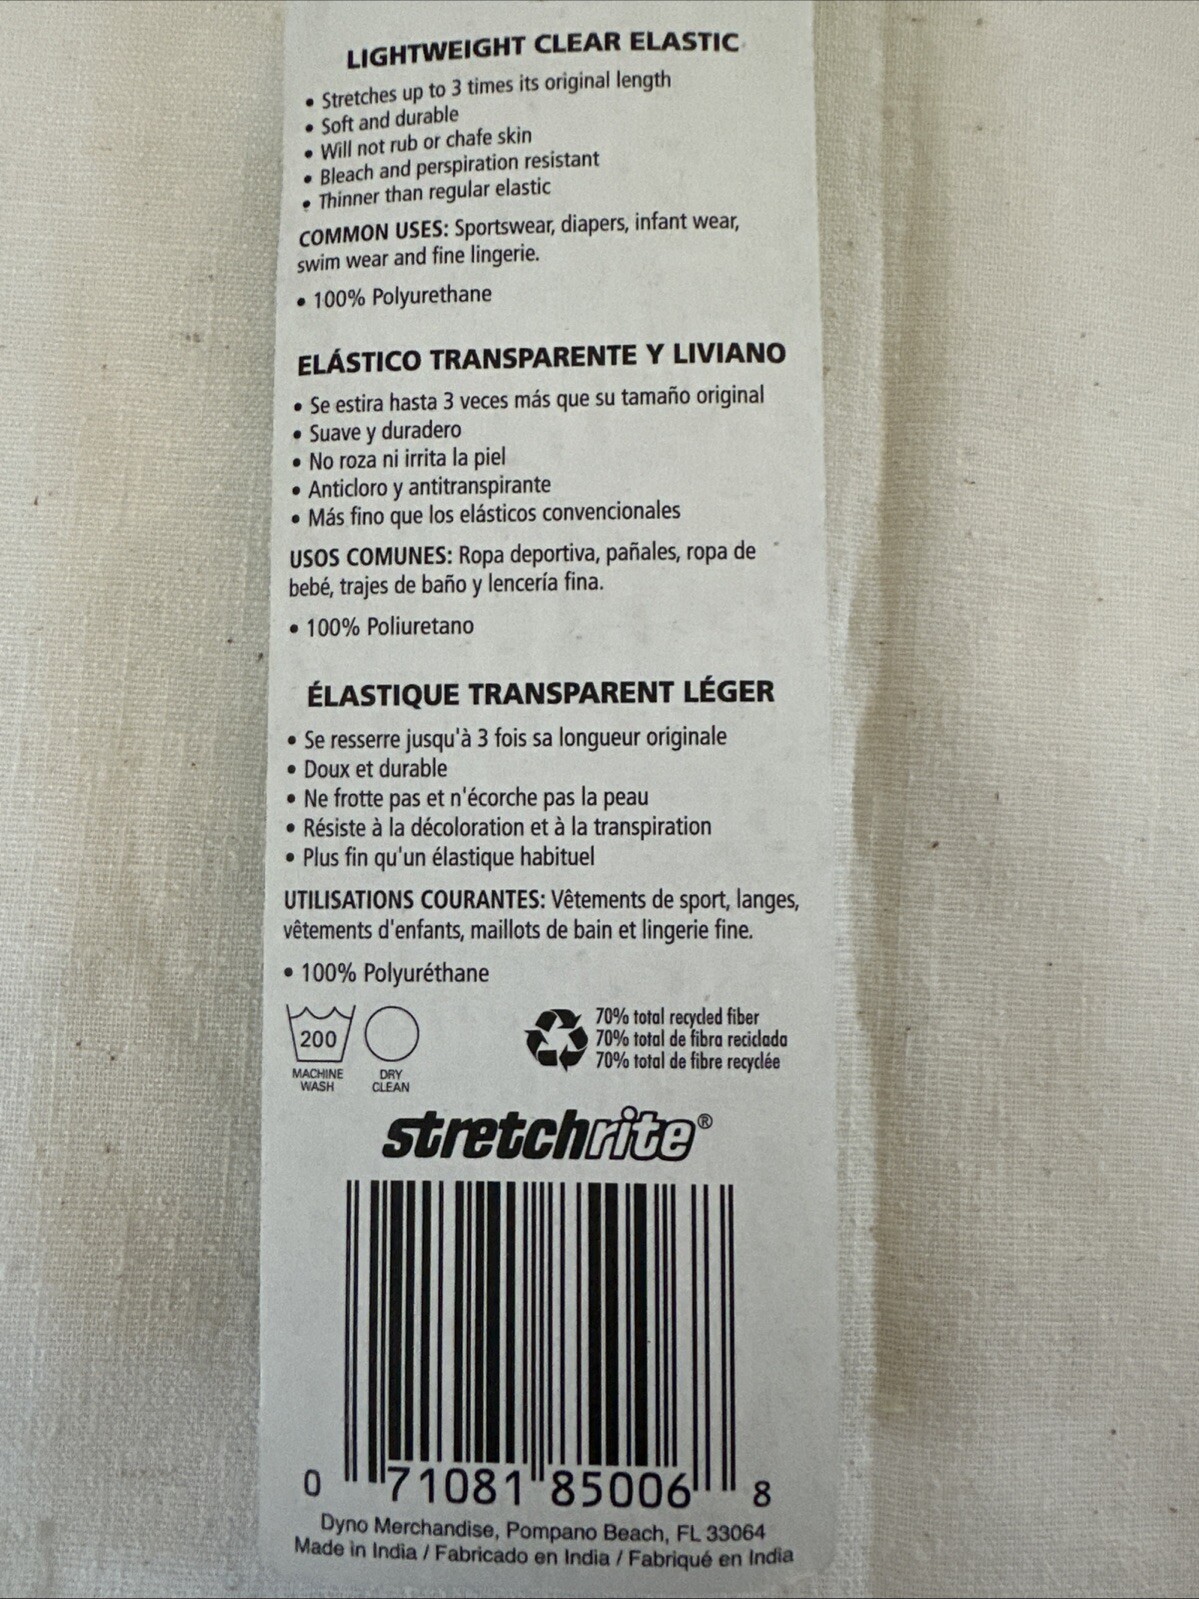 LIGHTWEIGHT CLEAR ELASTIC
• Stretches up to 3 times its original length
• Soft and durable
• Will not rub or chafe skin
• Bleach and perspiration resistant
• Thinner than regular elastic
COMMON USES: Sportswear, diapers, infant wear,
swim wear and fine lingerie.
• 100% Polyurethane
ELÁSTICO TRANSPARENTE Y LIVIANO
• Se estira hasta 3 veces más que su tamaño original
• Suave y duradero
• No roza ni irrita la piel
• Anticloro y antitranspirante
• Más fino que los elásticos convencionales
USOS COMUNES: Ropa deportiva, pañales, ropa de
bebé, trajes de baño y lencería fina.
• 100% Poliuretano
ÉLASTIQUE TRANSPARENT LÉGER
• Se resserre jusqu'à 3 fois sa longueur originale
• Doux et durable
• Ne frotte pas et n'écorche pas la peau
• Résiste à la décoloration et à la transpiration
• Plus fin qu'un élastique habituel
UTILISATIONS COURANTES: Vêtements de sport, langes,
vêtements d'enfants, maillots de bain et lingerie fine.
• 100% Polyuréthane
200
MACHINE
WASH
DRY
CLEAN
70% total recycled fiber
70% total de fibra reciclada
70% total de fibre recyclée
stretchrite®
0 71081 85006 8
Dyno Merchandise, Pompano Beach, FL 33064
Made in India / Fabricado en India / Fabriqué en India